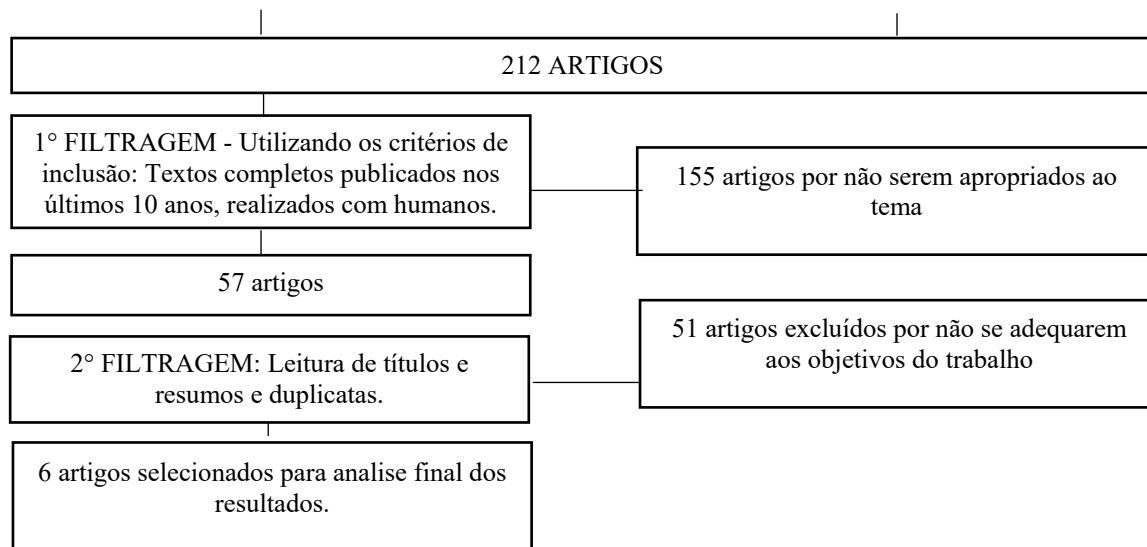 212 ARTIGOS
1° FILTRAGEM - Utilizando os critérios de
inclusão: Textos completos publicados nos
últimos 10 anos, realizados com humanos.
155 artigos por não serem apropriados ao
tema
57 artigos
51 artigos excluídos por não se adequarem
aos objetivos do trabalho
2° FILTRAGEM: Leitura de títulos e
resumos e duplicatas.
6 artigos selecionados para analise final dos
resultados.